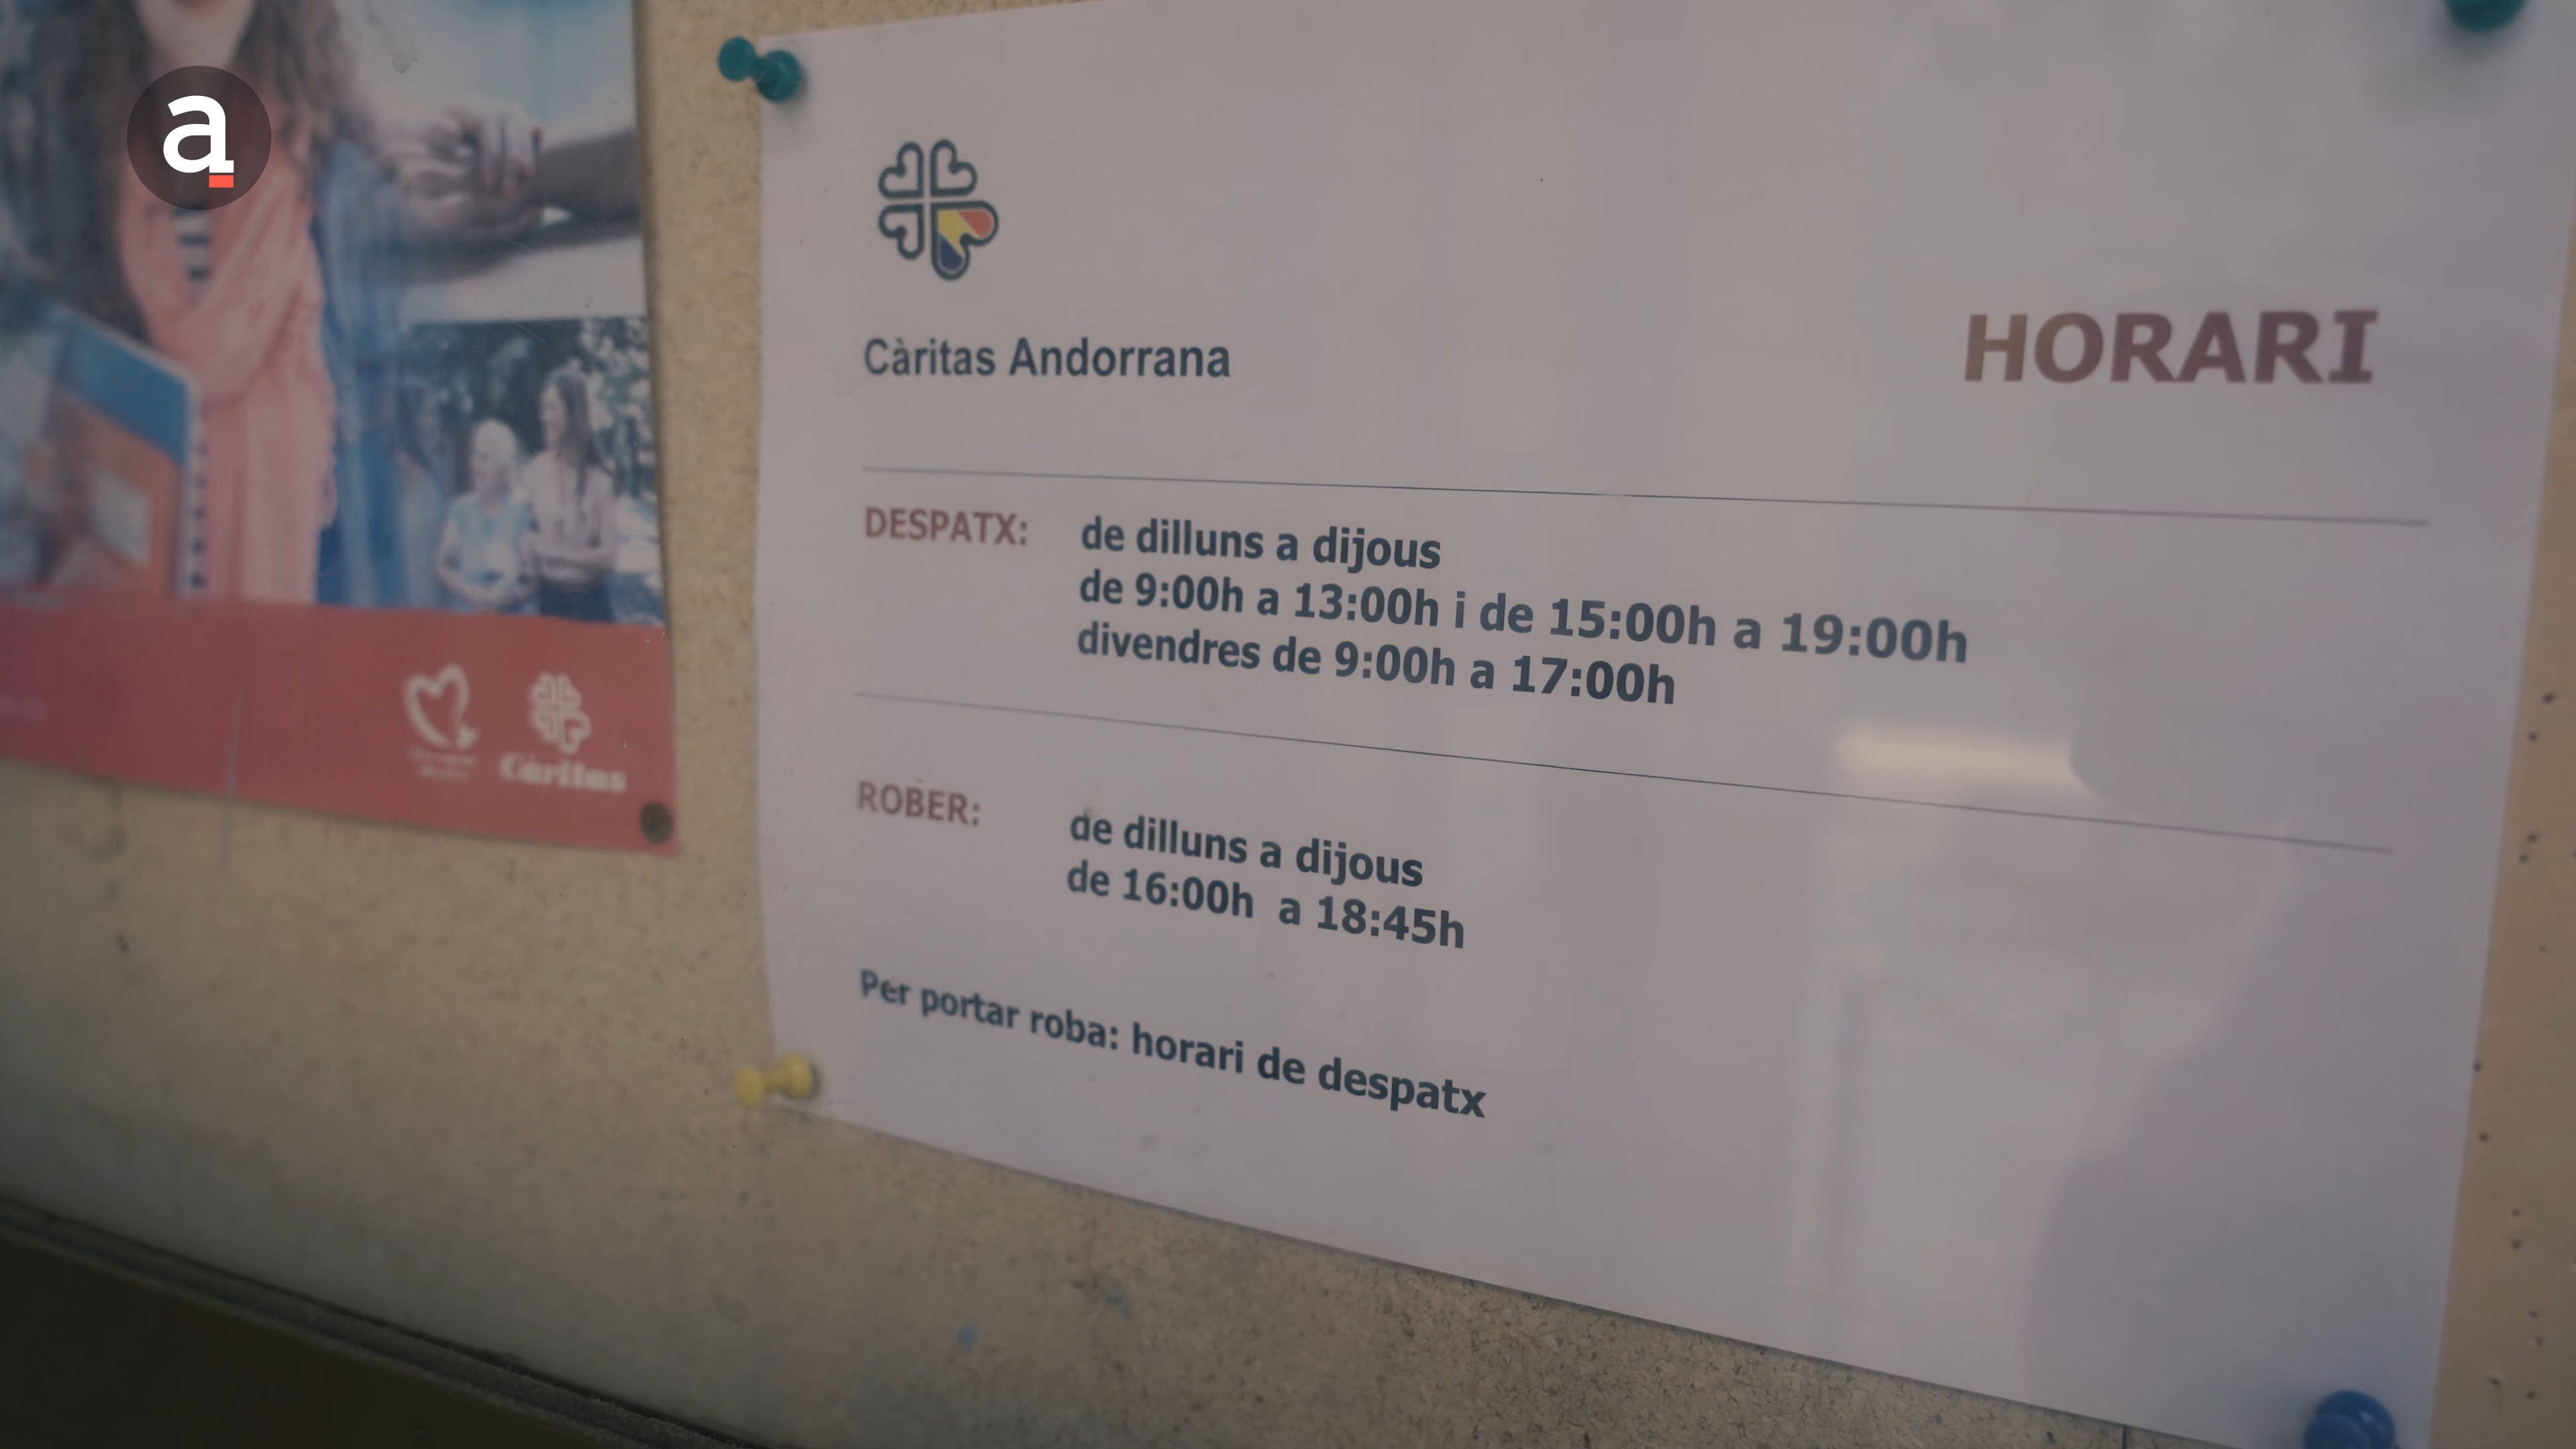 a
Càritas
Càritas Andorrana
HORARI
DESPATX: de dilluns a dijous
de 9:00h a 13:00h i de 15:00h a 19:00h
divendres de 9:00h a 17:00h
ROBER: de dilluns a dijous
de 16:00h a 18:45h
Per portar roba: horari de despatx